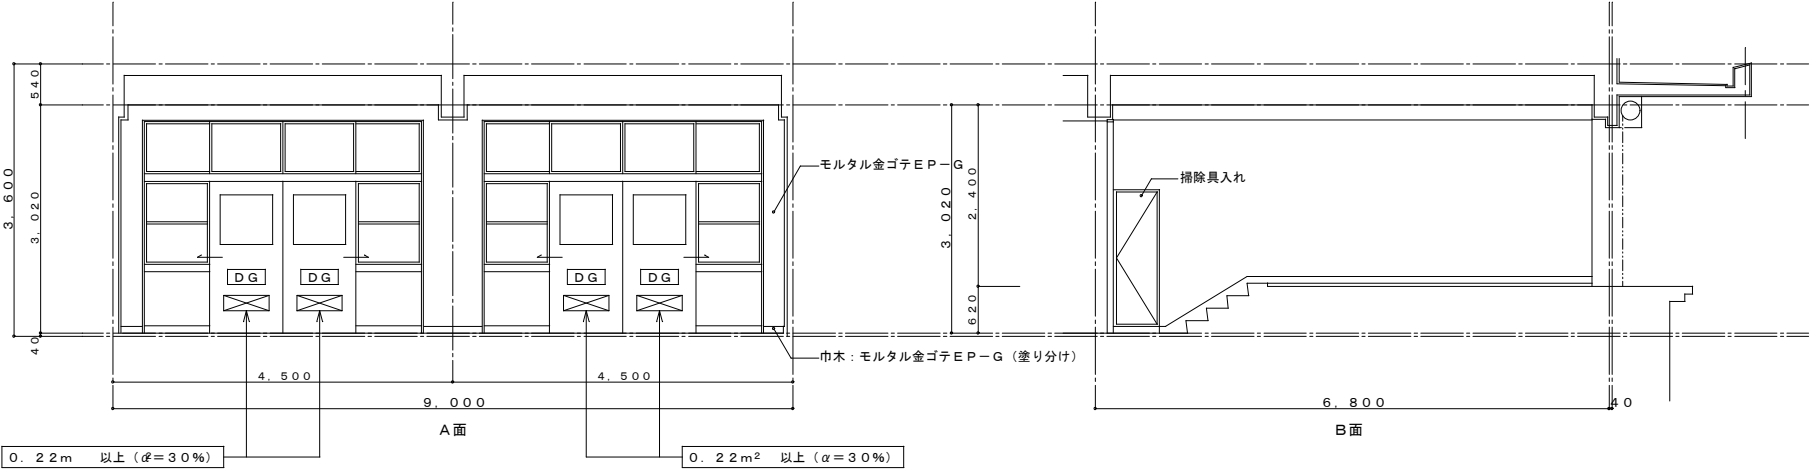 540
3,600
3,020
40
モルタル金ゴテEP-G
DG
DG
DG
DG
巾木:モルタル金ゴテEP-G(塗り分け)
4,500
4,500
9,000
A面
0.22m² 以上(α=30%)
0.22m² 以上(α=30%)
3,020
2,400
620
掃除具入れ
6,800
40
B面